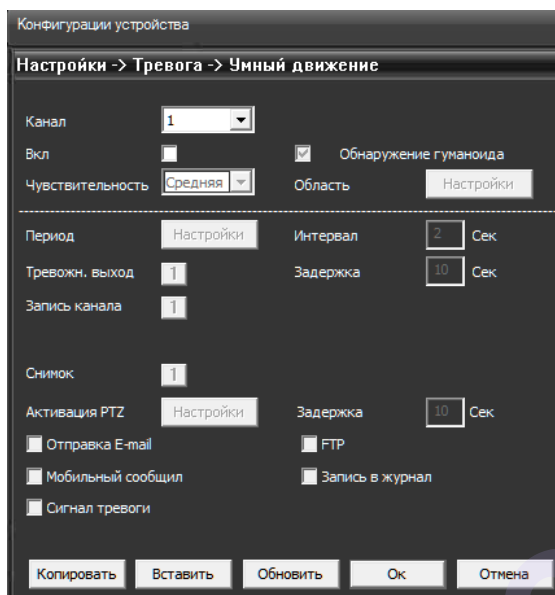 Конфигурации устройства
Настройки -> Тревога -> Умный движение
Канал 1
Вкл Обнаружение гуманоида
Чувствительность Средняя Область Настройки
Период Настройки Интервал 2 Сек
Тревожн. выход 1 Задержка 10 Сек
Запись канала 1
Снимок 1
Активация PTZ Настройки Задержка 10 Сек
Отправка E-mail FTP
Мобильный сообщил Запись в журнал
Сигнал тревоги
Копировать Вставить Обновить Ок Отмена